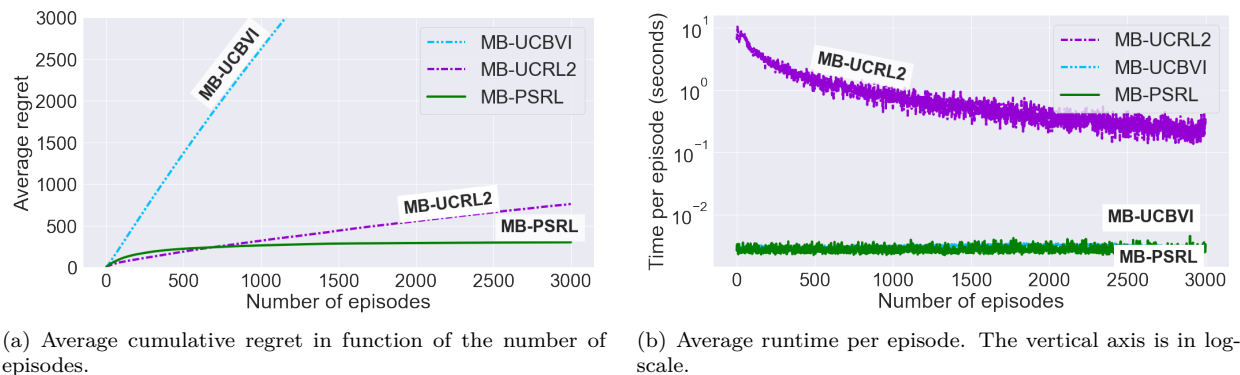 3000
2500
2000
1500
1000
500
0
Average regret
MB-UCBVI
MB-UCBVI
MB-UCRL2
MB-PSRL
MB-UCRL2
MB-PSRL
0 500 1000 1500 2000 2500 3000
Number of episodes
(a) Average cumulative regret in function of the number of
episodes.
10^1
10^0
10^−1
10^−2
Time per episode (seconds)
MB-UCRL2
MB-UCRL2
MB-UCBVI
MB-PSRL
MB-UCBVI
MB-PSRL
0 500 1000 1500 2000 2500 3000
Number of episodes
(b) Average runtime per episode. The vertical axis is in log-
scale.